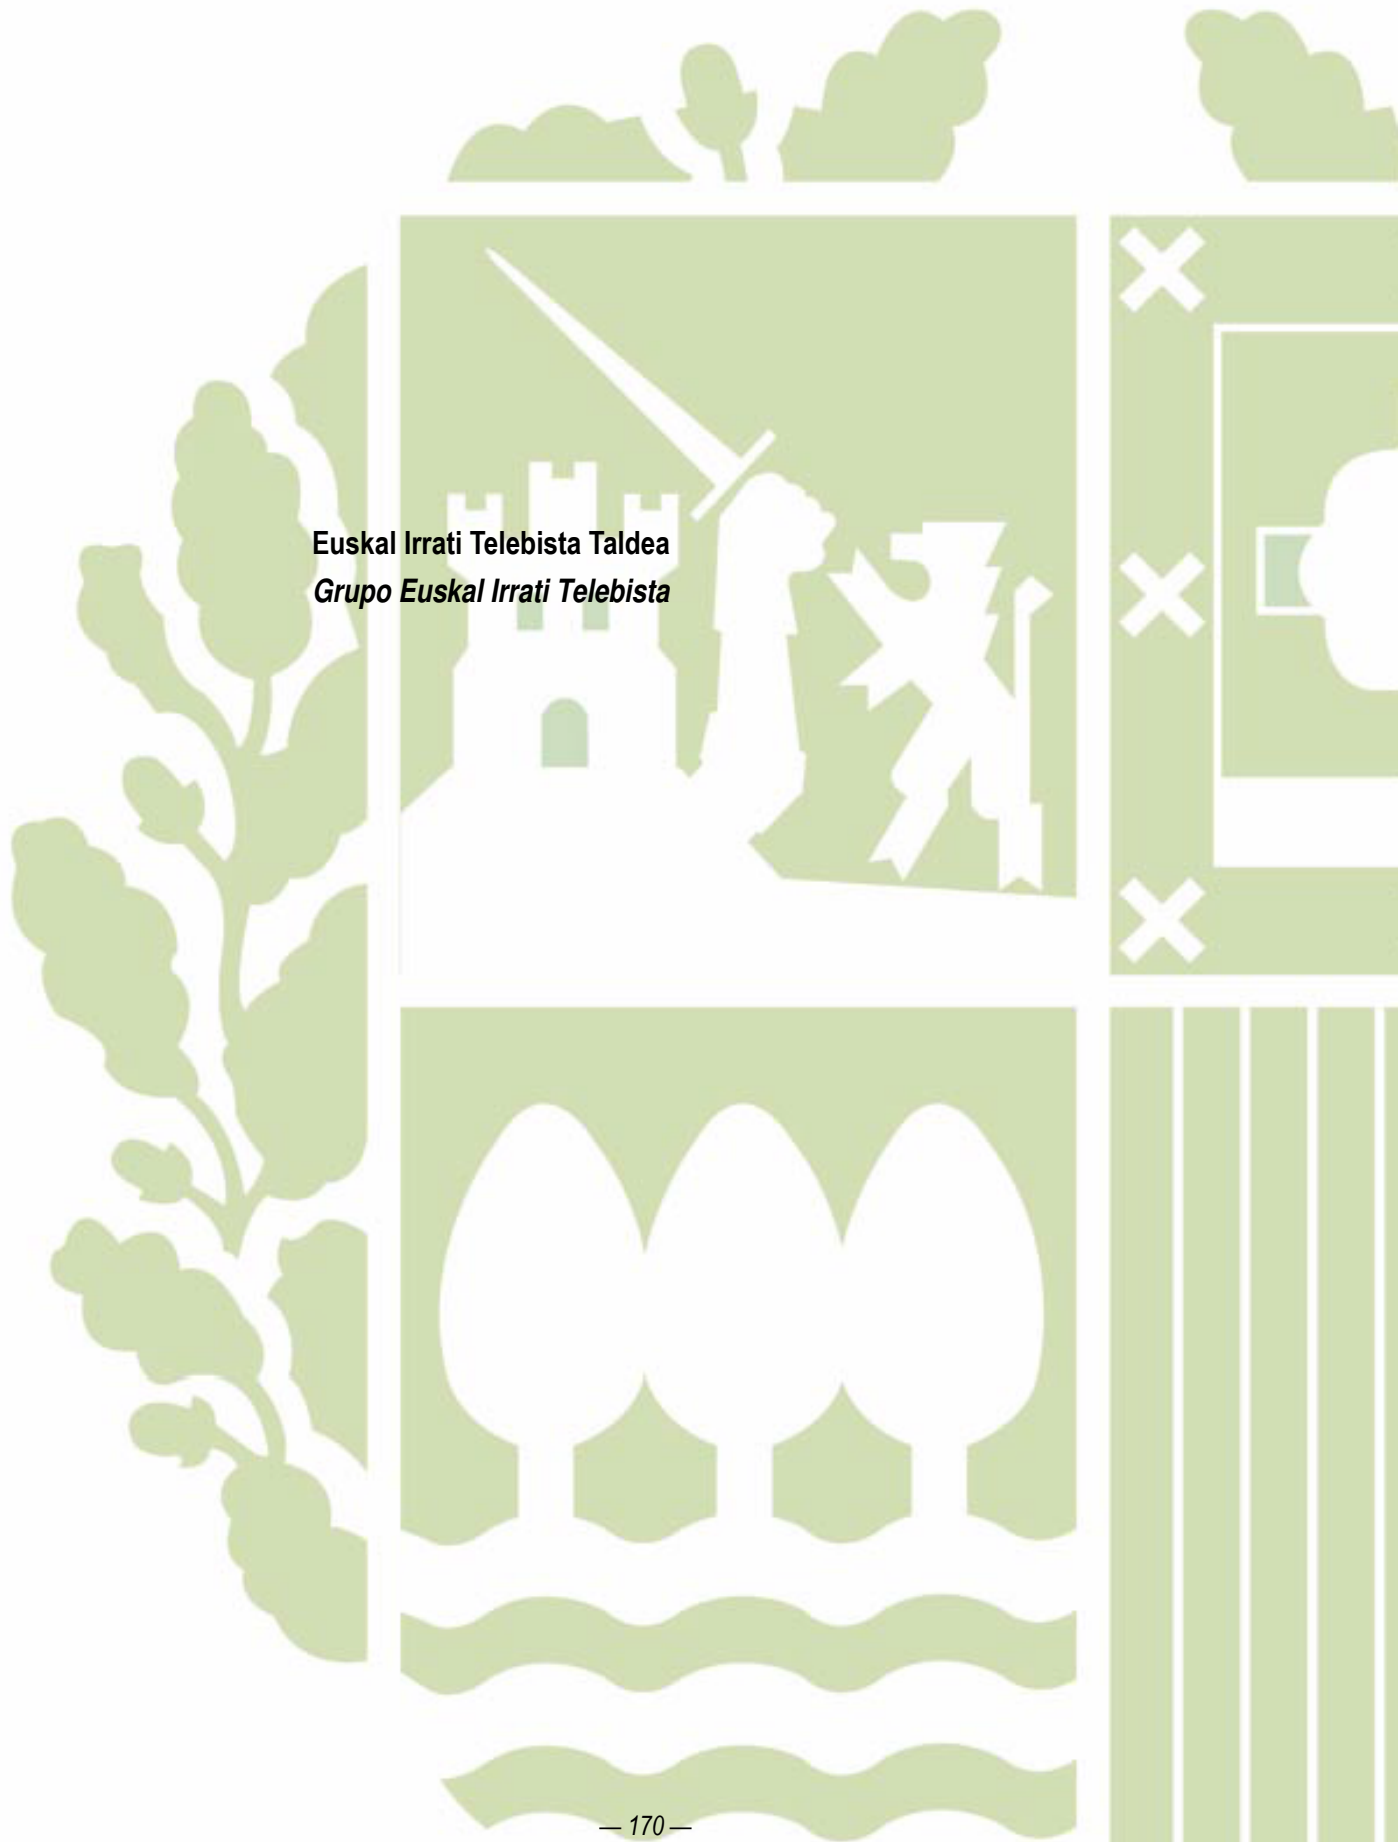 Euskal Irrati Telebista Taldea
Grupo Euskal Irrati Telebista
— 170 —